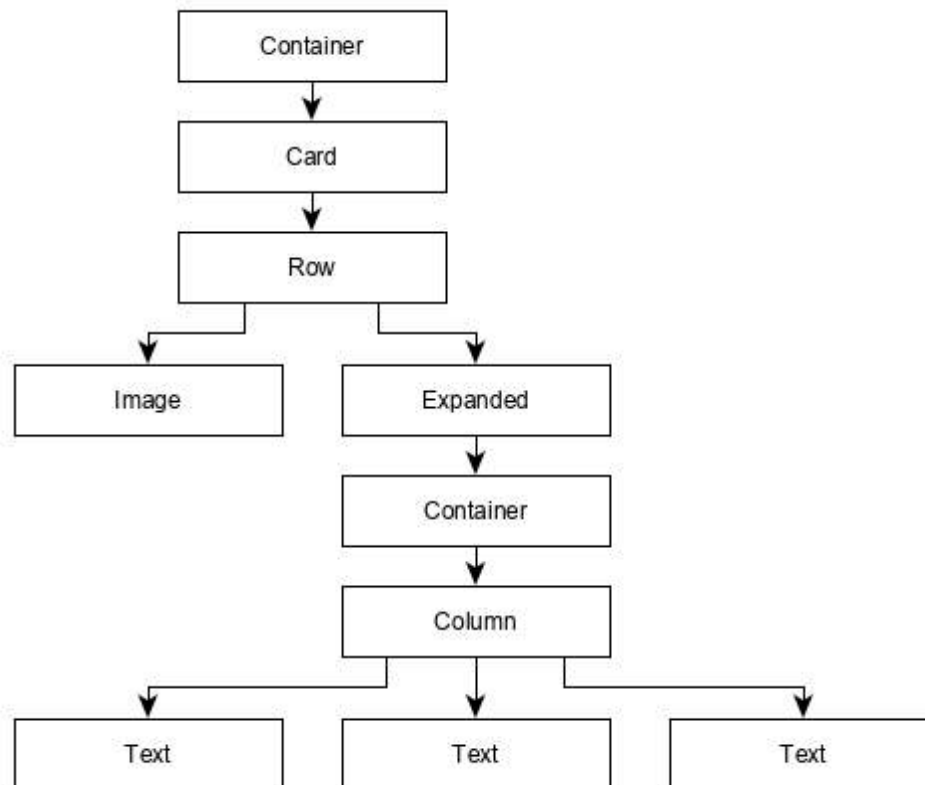 Container
Card
Row
Image
Expanded
Container
Column
Text
Text
Text